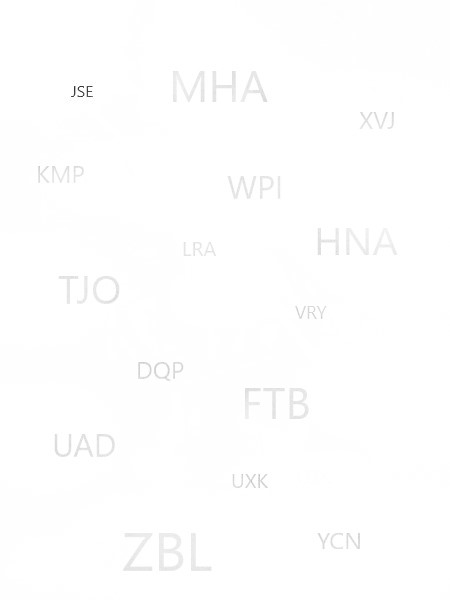 MHA
JSE
XVJ
KMP
WPI
HNA
LRA
TJO
VRY
DQP
FTB
UAD
UXK
YCN
ZBL